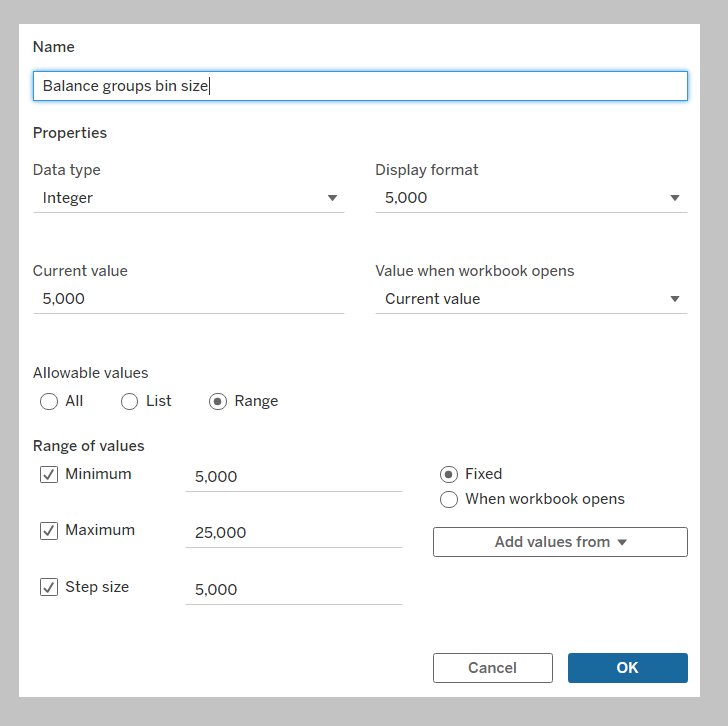 Name
Balance groups bin size
Properties
Data type
Display format
Integer
5,000
Current value
Value when workbook opens
5,000
Current value
Allowable values
All
List
Range
Range of values
Minimum
5,000
Fixed
When workbook opens
Maximum
25,000
Add values from
Step size
5,000
Cancel
OK